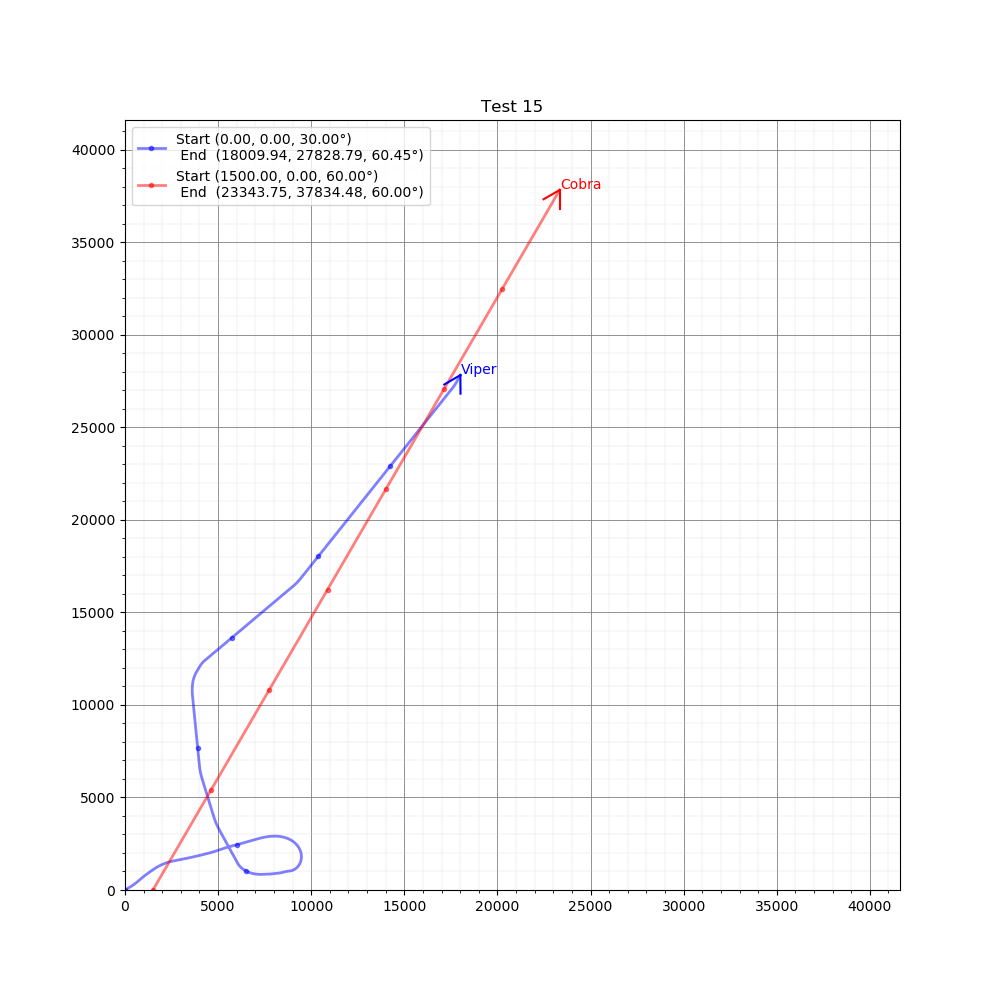 Test 15
Start (0.00, 0.00, 30.00°)
End (18009.94, 27828.79, 60.45°)
Start (1500.00, 0.00, 60.00°)
End (23343.75, 37834.48, 60.00°)
Cobra
Viper
40000
35000
30000
25000
20000
15000
10000
5000
0
0 5000 10000 15000 20000 25000 30000 35000 40000